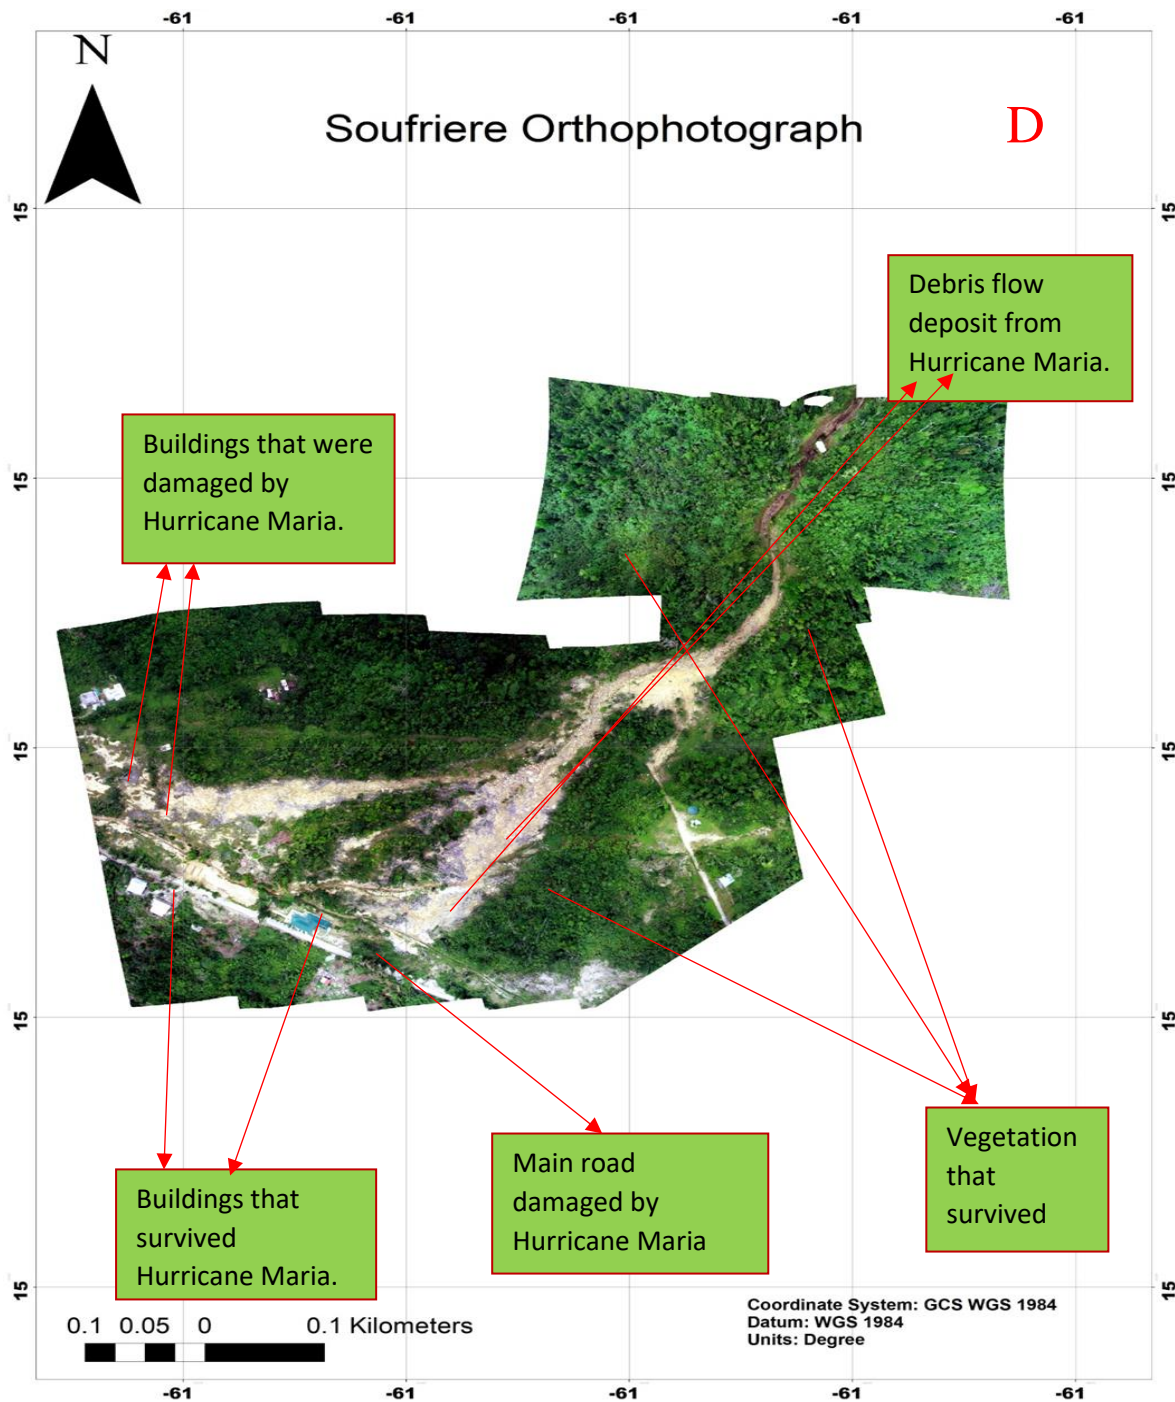 -61 -61 -61 -61 -61
N
Soufriere Orthophotograph
D
15 15
Debris flow
deposit from
Hurricane Maria.
Buildings that were
damaged by
Hurricane Maria.
15 15
15 15
15 15
Buildings that
survived
Hurricane Maria.
Main road
damaged by
Hurricane Maria
Vegetation
that
survived
15 15
Coordinate System: GCS WGS 1984
Datum: WGS 1984
Units: Degree
0.1 0.05 0 0.1 Kilometers
-61 -61 -61 -61 -61